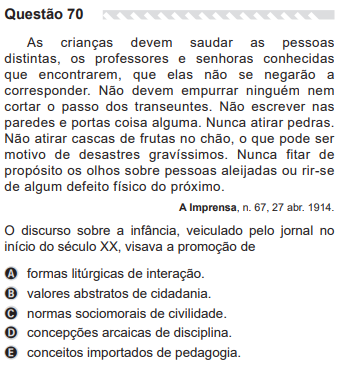 Questão 70
As crianças devem saudar as pessoas
distintas, os professores e senhoras conhecidas
que encontrarem, que elas não se negarão a
corresponder. Não devem empurrar ninguém nem
cortar o passo dos transeuntes. Não escrever nas
paredes e portas coisa alguma. Nunca atirar pedras.
Não atirar cascas de frutas no chão, o que pode ser
motivo de desastres gravíssimos. Nunca fitar de
propósito os olhos sobre pessoas aleijadas ou rir-se
de algum defeito físico do próximo.
A Imprensa, n. 67, 27 abr. 1914.
O discurso sobre a infância, veiculado pelo jornal no
início do século XX, visava a promoção de
A formas litúrgicas de interação.
B valores abstratos de cidadania.
C normas sociomorais de civilidade.
D concepções arcaicas de disciplina.
E conceitos importados de pedagogia.